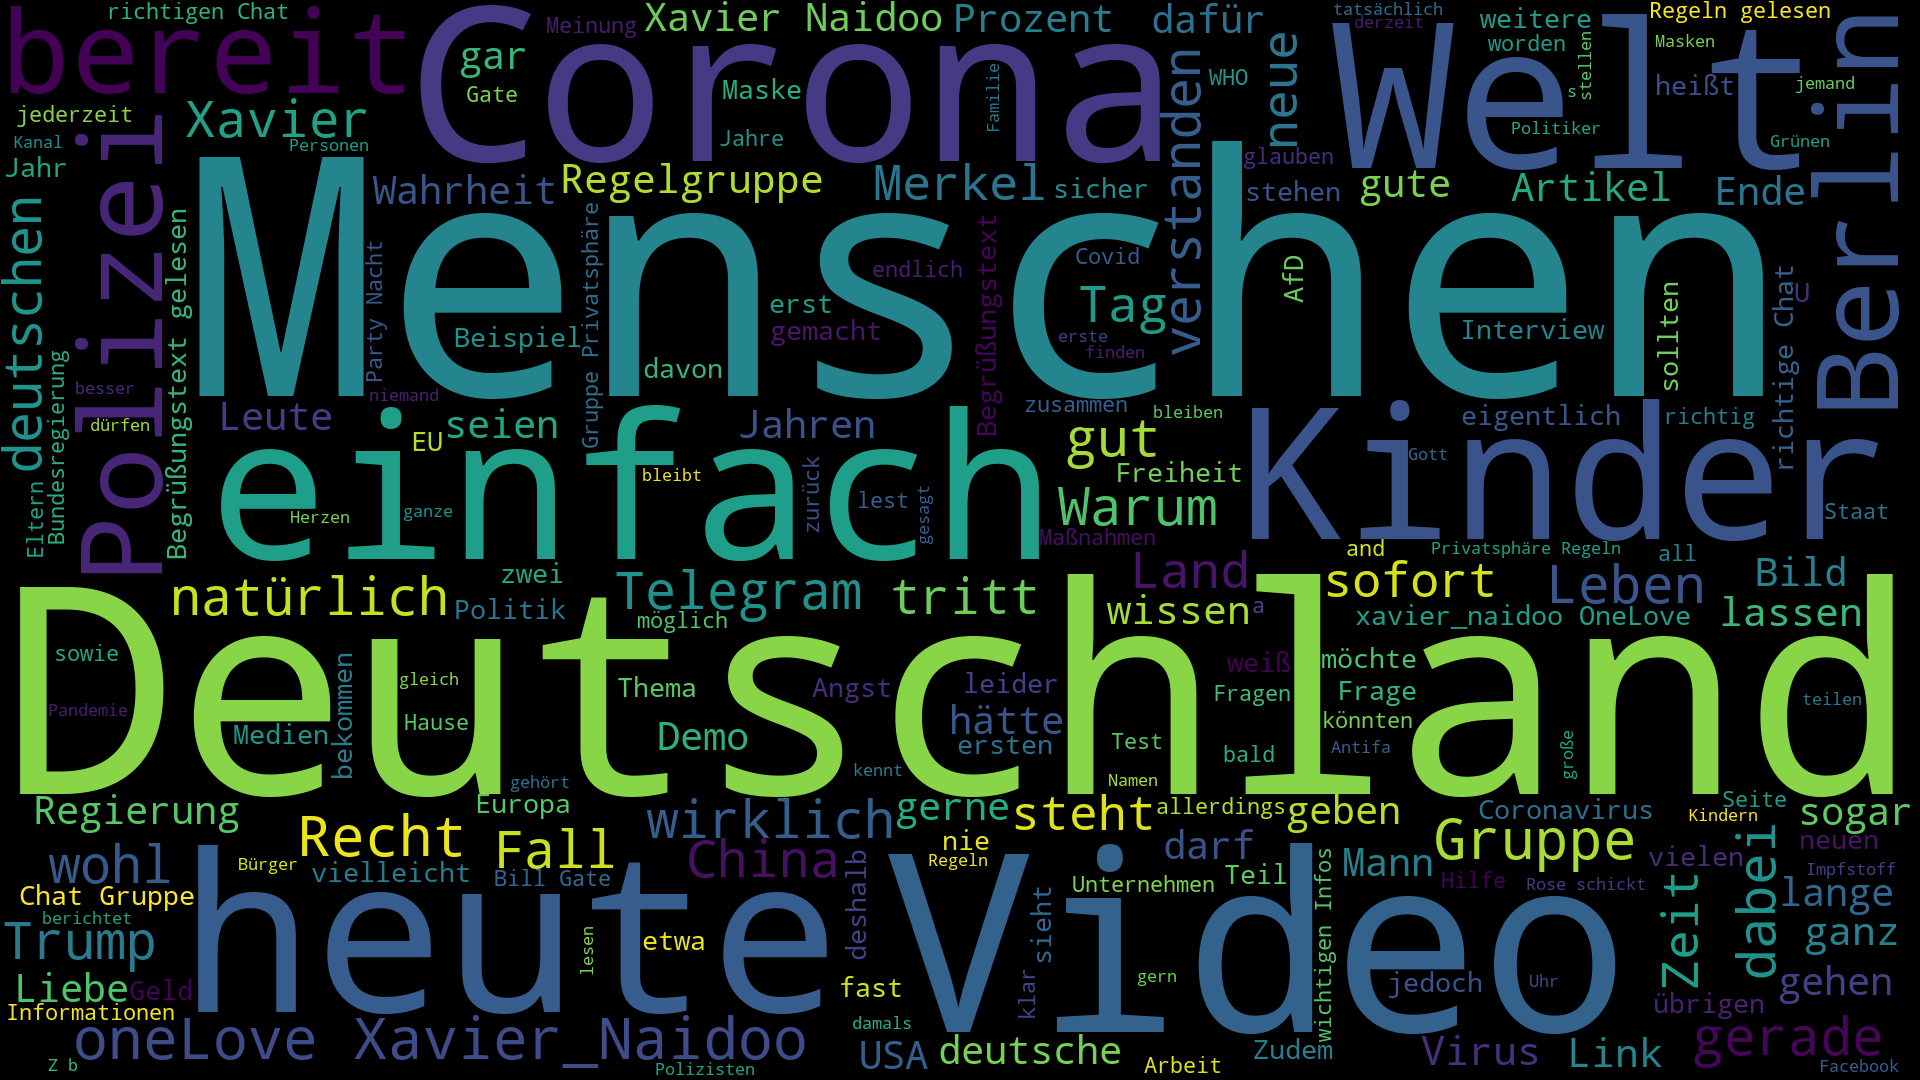 richtigen Chat
bereit
Corona
Meinung
Xavier Naidoo
Prozent
dafür
tatsächlich
derzeit
weitere
Regeln gelesen
worden
Masken
stellen
Welt
Berlin
gar
Gate
Maske
Jahre
Familie
WHO
neue
s
heißt
jemand
Politiker
Grünen
jederzeit
Kanal
Xavier
Personen
Jahr
Polizei
Wahrheit
Regelgruppe
Merkel
sicher
verstanden
glauben
stehen
gute
Artikel
Ende
deutschen
Begrüßungstext gelesen
Menschen
Party Nacht
Gruppe Privatsphäre
endlich
Begrüßungstext
Covid
AfD
Tag
erst
gemacht
erste
finden
Beispiel
davon
Interview
sollten
richtige Chat
U
Bundesregierung
Eltern
besser
dürfen
niemand
Leute
EU
seien
Jahren
zusammen
bleiben
eigentlich
richtig
gut
Freiheit
Warum
Kinder
Gott
Staat
einfach
Herzen
ganze
bleibt
zurück
lest
gesagt
Maßnahmen
and
Privatsphäre Regeln
all
natürlich
zwei
Politik
Telegram
möglich
tritt
Land
wissen
a
sofort
Leben
Bild
xavier_naidoo OneLove
lassen
Deutschland
sowie
Pandemie
bekommen
gleich
Medien
Hause
Thema
Angst
Demo
leider
hätte
ersten
weiß
möchte
Fragen
Frage
könnten
Test
bald
Antifa
große
teilen
gehört
kennt
Namen
Regierung
Europa
wirklich
gerne
steht
allerdings
geben
Coronavirus
Kindern
Seite
sogar
Recht
Fall
nie
Regeln
darf
Gruppe
vielen
neuen
wohl
Bürger
vielleicht
Bill Gate
China
deshalb
Unternehmen
Teil
wichtigen Infos
Mann
Hilfe
Rose schickt
Impfstoff
Chat Gruppe
berichtet
heute
Video
sieht
Zeit
dabei
lange
Trump
lesen
etwa
ganz
Liebe
Geld
fast
klar
gern
jedoch
Uhr
gehen
Informationen
übrigen
oneLove Xavier_Naidoo
damals
USA
deutsche
Zudem
Virus
Link
gerade
Z b
Polizisten
Arbeit
Facebook